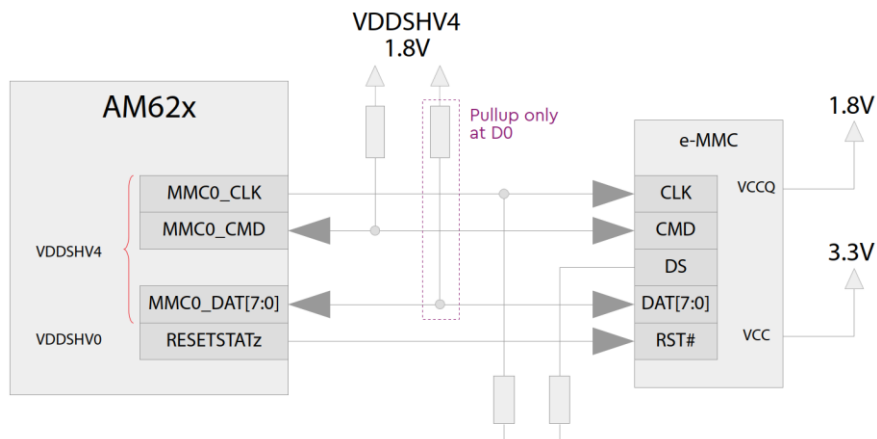 VDDSHV4
1.8V
AM62x
Pullup only
at D0
1.8V
e-MMC
MMC0_CLK
CLK
VCCQ
MMC0_CMD
CMD
VDDSHV4
DS
3.3V
MMC0_DAT[7:0]
DAT[7:0]
VDDSHV0
RESETSTATz
RST#
VCC